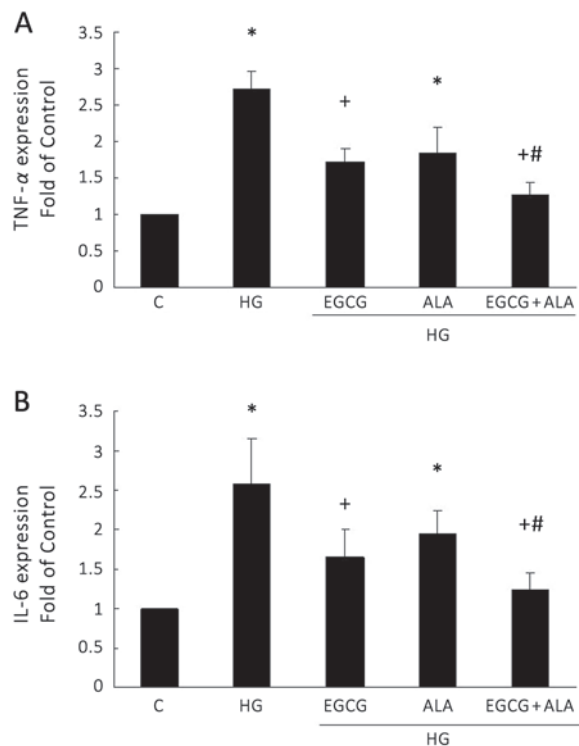 A
TNF-α expression
Fold of Control
3.5
3
2.5
2
1.5
1
0.5
0
*
+
*
+#
C HG EGCG ALA EGCG+ALA
HG
B
IL-6 expression
Fold of Control
3.5
3
2.5
2
1.5
1
0.5
0
*
+
*
+#
C HG EGCG ALA EGCG+ALA
HG